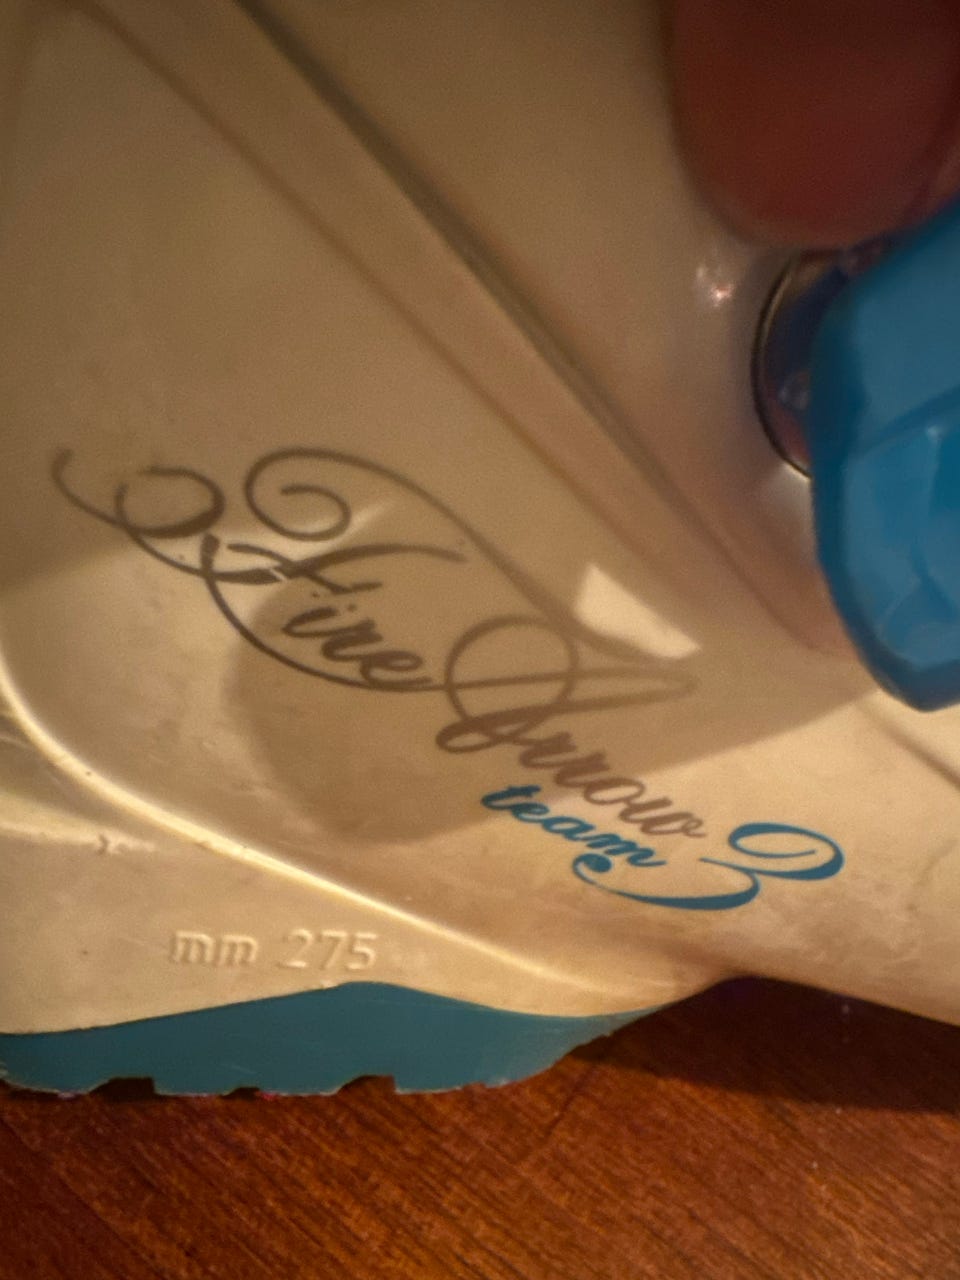 Fire Arrow
team 3
mm 275